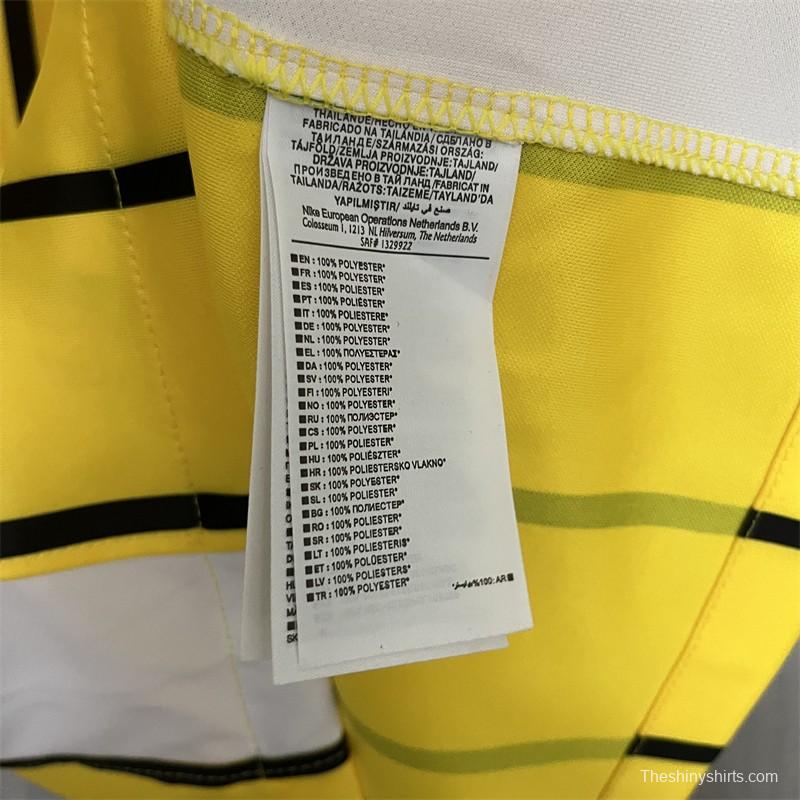 THAILANDE/
FABRICADO NA TAILÂNDIA/СДЕЛАНО В
ТАИЛАНДЕ/SZÁRMAZÁSI ORSZÁG:
TÁJFÖLD/ZEMLJA PROIZVODNJE:TAJLAND/
DRŽAVA PROIZVODNJE:TAJLAND/
ПРОИЗВЕДЕНО В ТАЙ ЛАНД/FABRICAT IN
TAILANDA/RAŽOTS:TAIZEME/TAYLAND'DA
YAPILMIŞTIR/ صنع في تايلند
Nike European Operations Netherlands B.V.
Colosseum 1, 1213 NL Hilversum, The Netherlands
SAF# 1329922
EN : 100% POLYESTER*
FR : 100% POLYESTER*
ES : 100% POLIESTER*
PT : 100% POLIÉSTER*
IT : 100% POLIESTERE*
DE : 100% POLYESTER*
NL : 100% POLYESTER*
EL : 100% ΠΟΛΥΕΣΤΕΡΑΣ*
DA : 100% POLYESTER*
SV : 100% POLYESTER*
FI : 100% POLYESTERI*
NO : 100% POLYESTER*
RU : 100% ПОЛИЭСТЕР*
CS : 100% POLYESTER*
PL : 100% POLIESTER*
HU : 100% POLIÉSZTER*
HR : 100% POLIESTERSKO VLAKNO*
SK : 100% POLYESTER*
SL : 100% POLIESTER*
BG : 100% ПОЛИЕСТЕР*
RO : 100% POLIESTER*
SR : 100% POLIESTER*
LT : 100% POLIESTERIS*
ET : 100% POLÜESTER*
LV : 100% POLIESTERS*
TR : 100% POLYESTER*
%100: AR
SK
Theshinyshirts.com